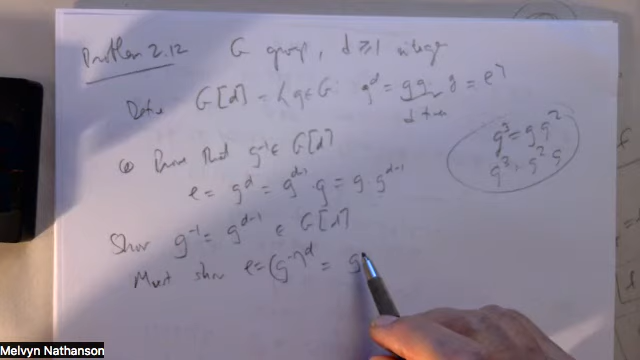 Problem 2.12 G group, d ≥ 1 integer
Define G[d] = { g ∈ G : g^d = gg...g = e }
d times
g^3 = g g^2
g^3 = g^2 g
(a) Prove that g^-1 ∈ G[d]
e = g^d = g^d-1 · g = g · g^d-1
Show g^-1 = g^d-1 ∈ G[d]
Must show e = (g^-1)^d = g
Melvyn Nathanson